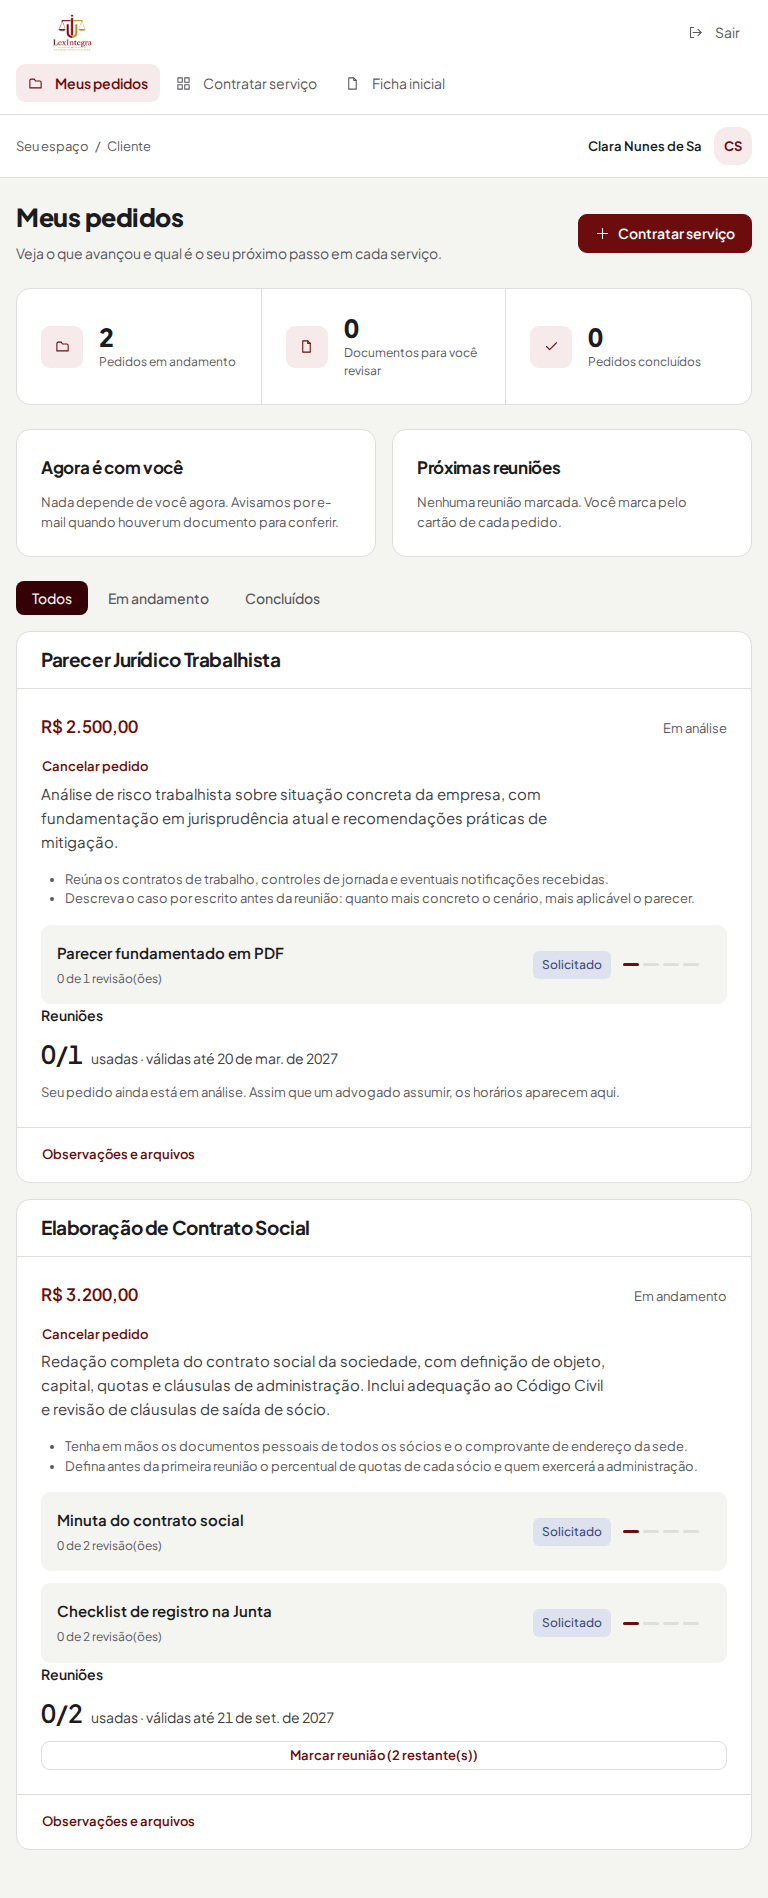 LexIntegra
Sair
Meus pedidos
Contratar serviço
Ficha inicial
Seu espaço / Cliente
Clara Nunes de Sa
CS
Meus pedidos
Veja o que avançou e qual é o seu próximo passo em cada serviço.
Contratar serviço
2
Pedidos em andamento
0
Documentos para você
revisar
0
Pedidos concluídos
Agora é com você
Nada depende de você agora. Avisamos por e-
mail quando houver um documento para conferir.
Próximas reuniões
Nenhuma reunião marcada. Você marca pelo
cartão de cada pedido.
Todos
Em andamento
Concluídos
Parecer Jurídico Trabalhista
R$ 2.500,00
Em análise
Cancelar pedido
Análise de risco trabalhista sobre situação concreta da empresa, com
fundamentação em jurisprudência atual e recomendações práticas de
mitigação.
• Reúna os contratos de trabalho, controles de jornada e eventuais notificações recebidas.
• Descreva o caso por escrito antes da reunião: quanto mais concreto o cenário, mais aplicável o parecer.
Parecer fundamentado em PDF
0 de 1 revisão(ões)
Solicitado
Reuniões
0/1 usadas · válidas até 20 de mar. de 2027
Seu pedido ainda está em análise. Assim que um advogado assumir, os horários aparecem aqui.
Observações e arquivos
Elaboração de Contrato Social
R$ 3.200,00
Em andamento
Cancelar pedido
Redação completa do contrato social da sociedade, com definição de objeto,
capital, quotas e cláusulas de administração. Inclui adequação ao Código Civil
e revisão de cláusulas de saída de sócio.
• Tenha em mãos os documentos pessoais de todos os sócios e o comprovante de endereço da sede.
• Defina antes da primeira reunião o percentual de quotas de cada sócio e quem exercerá a administração.
Minuta do contrato social
0 de 2 revisão(ões)
Solicitado
Checklist de registro na Junta
0 de 2 revisão(ões)
Solicitado
Reuniões
0/2 usadas · válidas até 21 de set. de 2027
Marcar reunião (2 restante(s))
Observações e arquivos